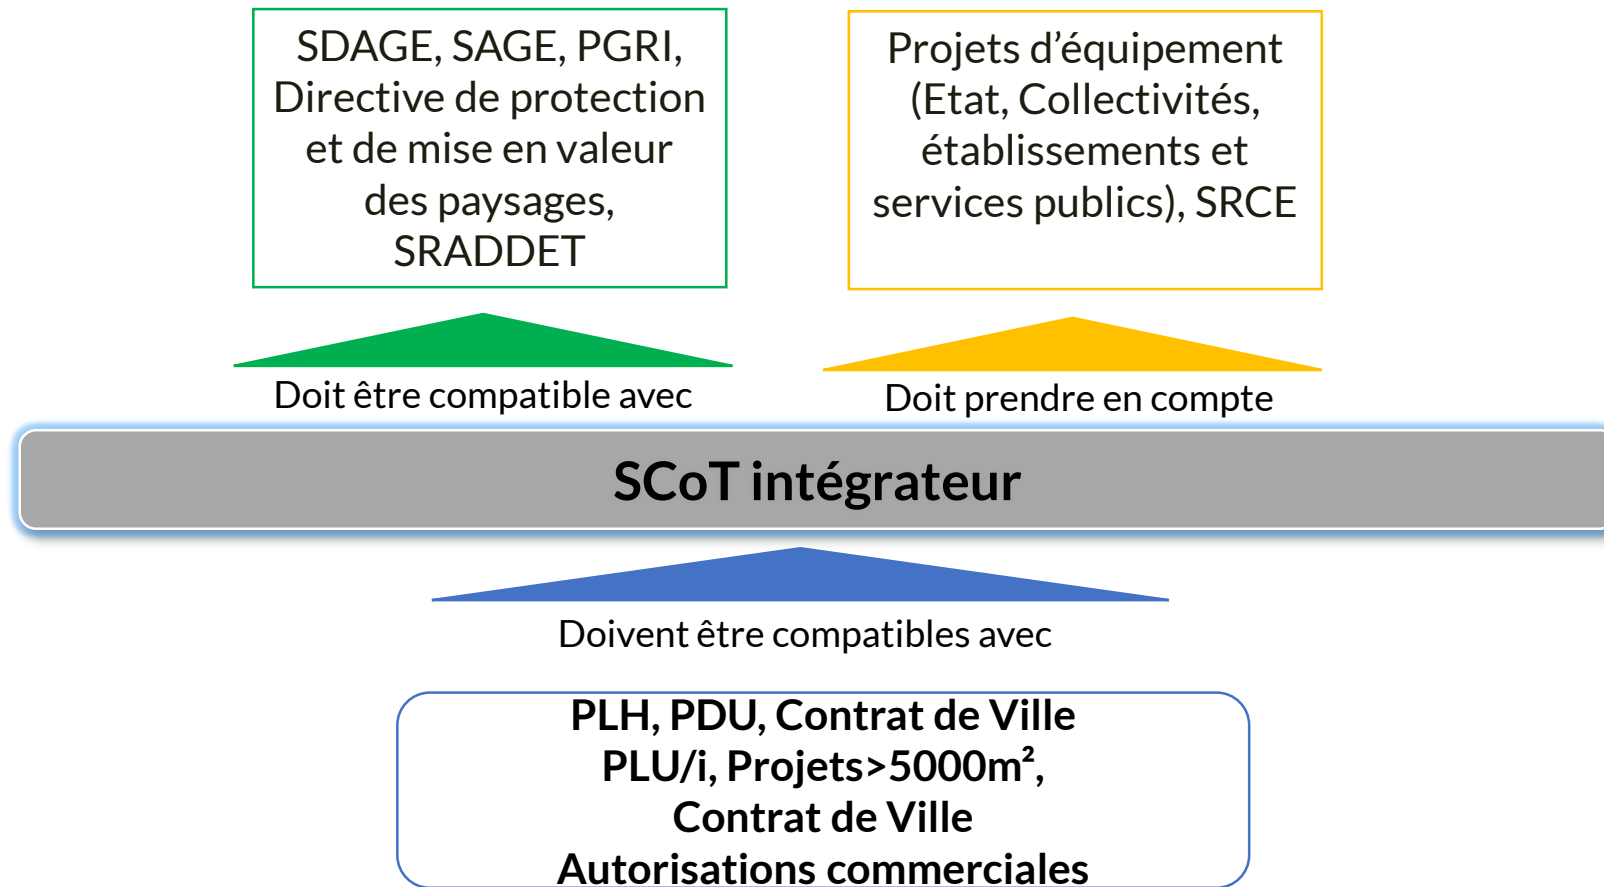 SDAGE, SAGE, PGRI,
Directive de protection
et de mise en valeur
des paysages,
SRADDET
Projets d’équipement
(Etat, Collectivités,
établissements et
services publics), SRCE
Doit être compatible avec
Doit prendre en compte
SCoT intégrateur
Doivent être compatibles avec
PLH, PDU, Contrat de Ville
PLU/i, Projets>5000m²,
Contrat de Ville
Autorisations commerciales